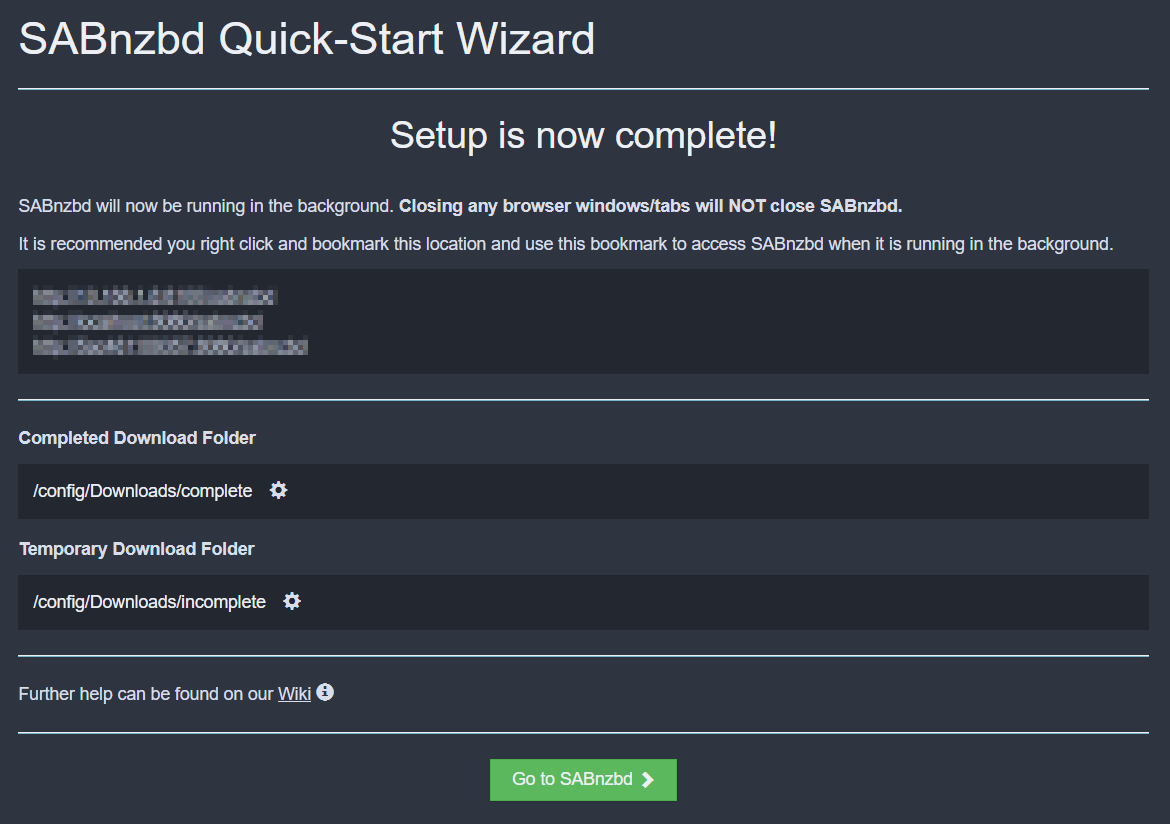 SABnzbd Quick-Start Wizard
Setup is now complete!
SABnzbd will now be running in the background. Closing any browser windows/tabs will NOT close SABnzbd.
It is recommended you right click and bookmark this location and use this bookmark to access SABnzbd when it is running in the background.
Completed Download Folder
/config/Downloads/complete
Temporary Download Folder
/config/Downloads/incomplete
Further help can be found on our Wiki
Go to SABnzbd